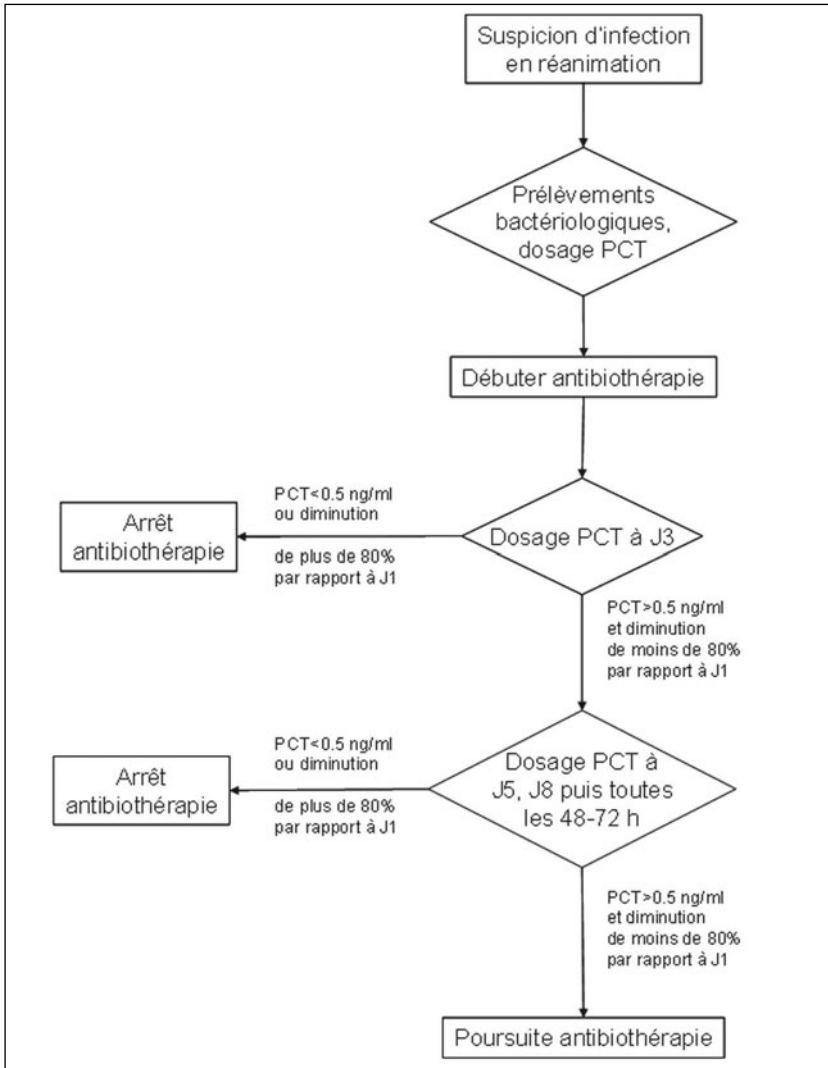 Suspicion d'infection
en réanimation
Prélèvements
bactériologiques,
dosage PCT
Débuter antibiothérapie
Dosage PCT à J3
PCT<0.5 ng/ml
ou diminution
de plus de 80%
par rapport à J1
Arrêt
antibiothérapie
PCT>0.5 ng/ml
et diminution
de moins de 80%
par rapport à J1
Dosage PCT à
J5, J8 puis toutes
les 48-72 h
PCT<0.5 ng/ml
ou diminution
de plus de 80%
par rapport à J1
Arrêt
antibiothérapie
PCT>0.5 ng/ml
et diminution
de moins de 80%
par rapport à J1
Poursuite antibiothérapie